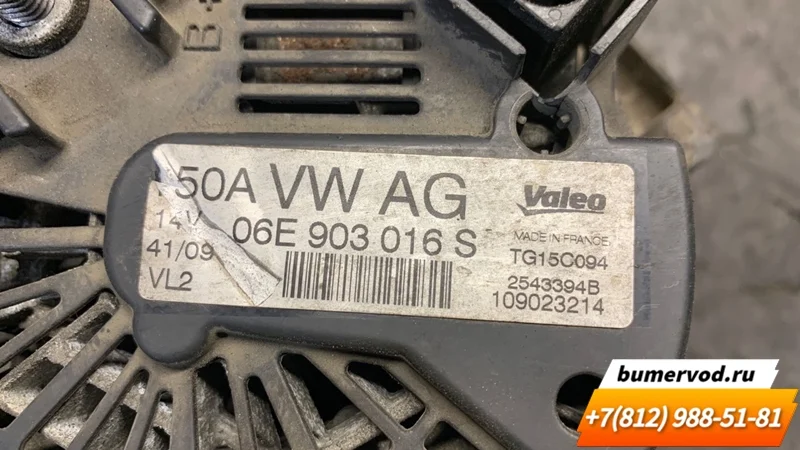 B+
50A VW AG
14V
06E 903 016 S
41/09
VL2
Valeo
MADE IN FRANCE
TG15C094
2543394B
109023214
bumervod.ru
+7(812) 988-51-81